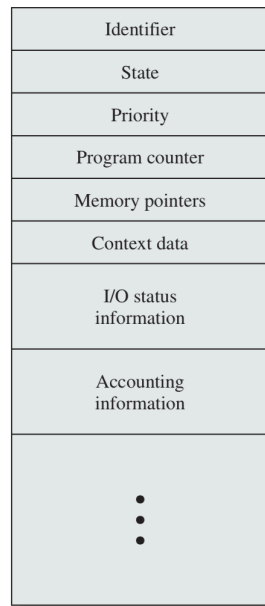 Identifier
State
Priority
Program counter
Memory pointers
Context data
I/O status
information
Accounting
information